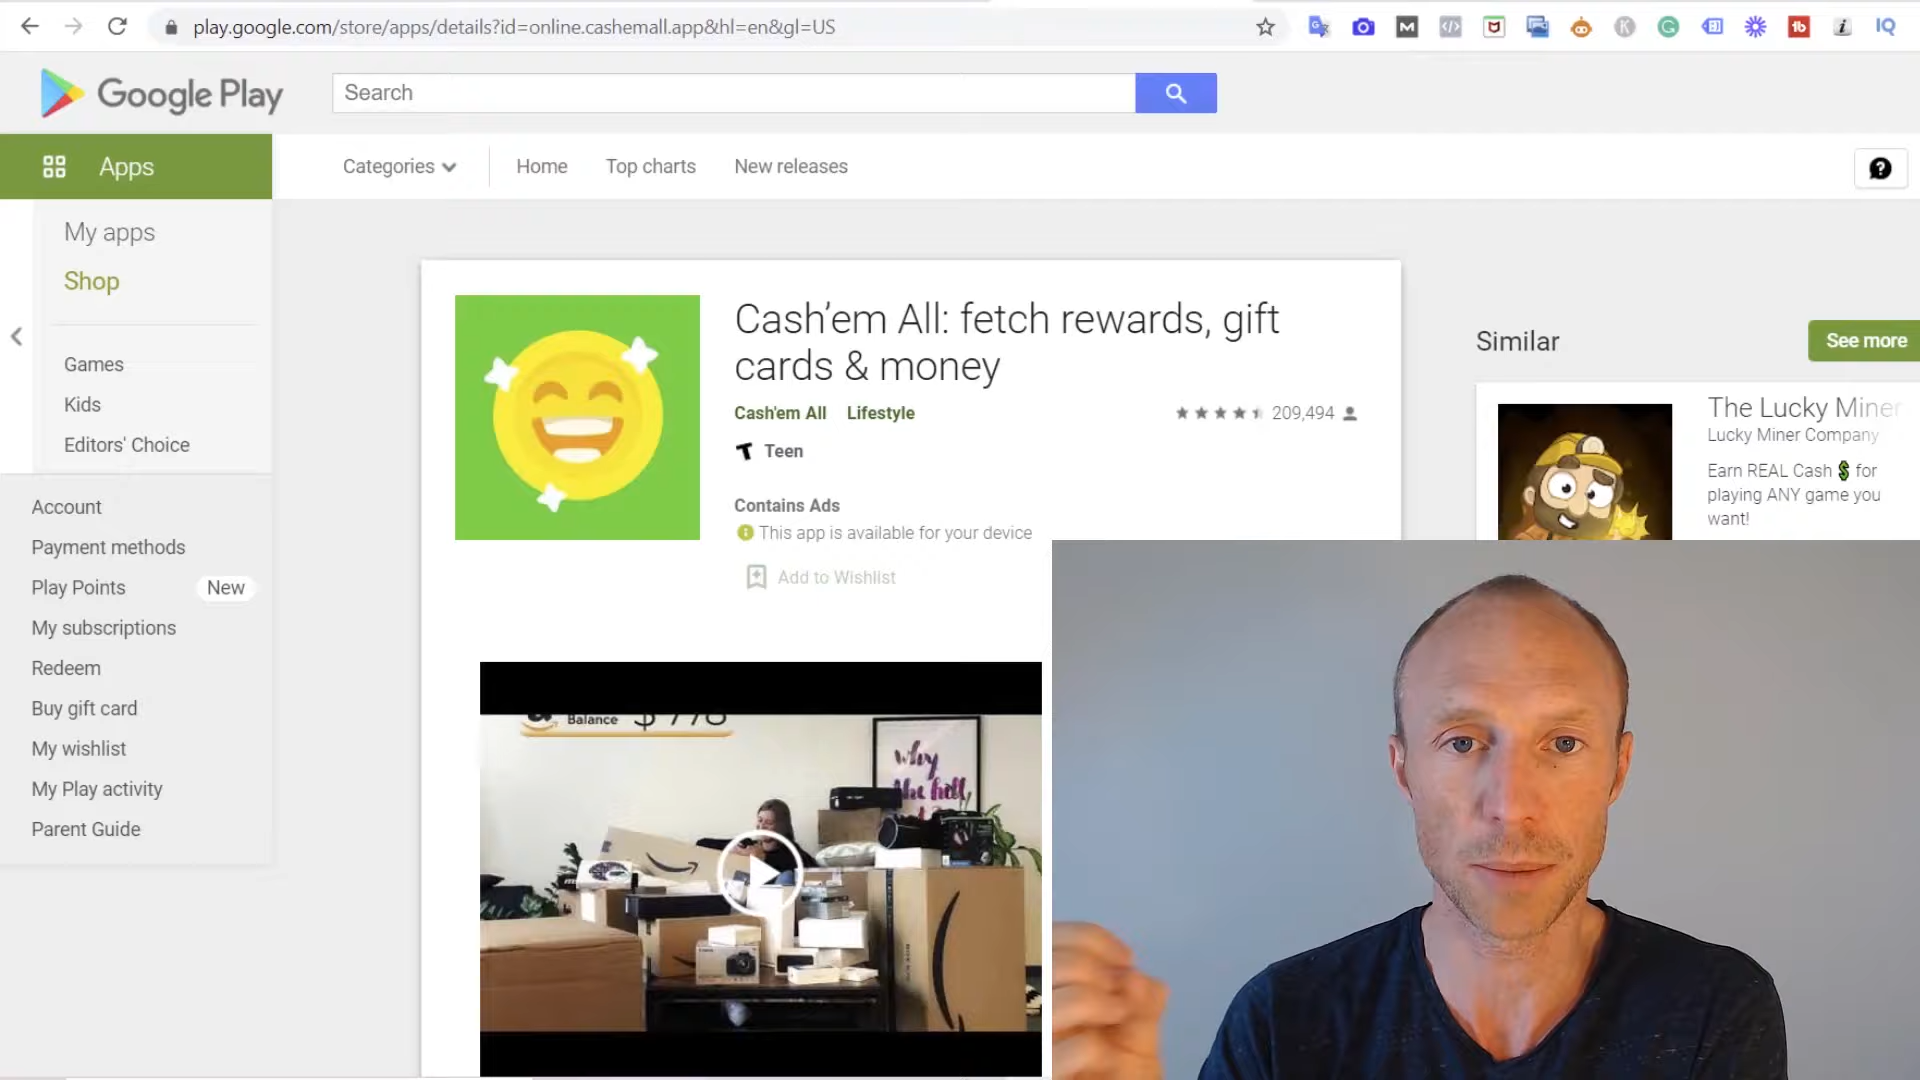 play.google.com/store/apps/details?id=online.cashemall.app&hl=en&gl=US
Google Play
Search
Apps
Categories
Home
Top charts
New releases
My apps
Shop
Games
Kids
Editors' Choice
Account
Payment methods
Play Points
New
My subscriptions
Redeem
Buy gift card
My wishlist
My Play activity
Parent Guide
Cash’em All: fetch rewards, gift
cards & money
Cash'em All
Lifestyle
209,494
Teen
Contains Ads
This app is available for your device
Add to Wishlist
Balance
why
the hell
Similar
See more
The Lucky Miner
Lucky Miner Company
Earn REAL Cash 💲 for
playing ANY game you
want!